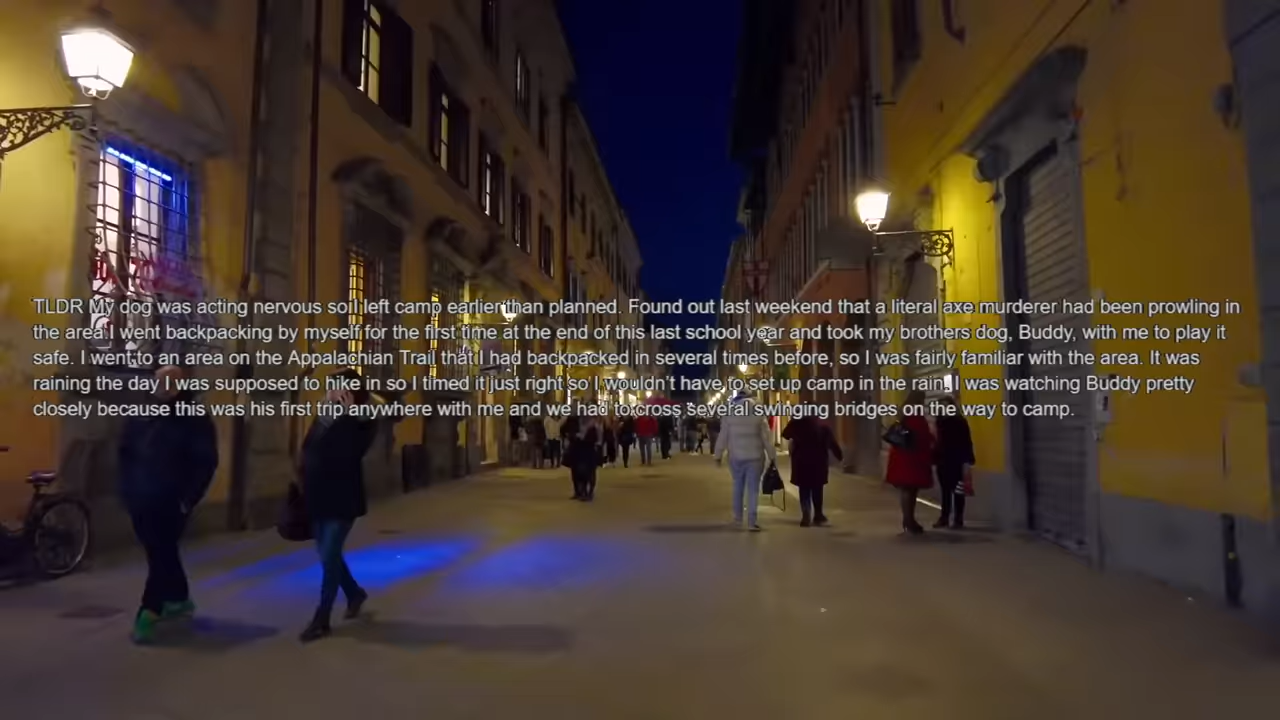 TLDR My dog was acting nervous so I left camp earlier than planned. Found out last weekend that a literal axe murderer had been prowling in
the area. I went backpacking by myself for the first time at the end of this last school year and took my brothers dog, Buddy, with me to play it
safe. I went to an area on the Appalachian Trail that I had backpacked in several times before, so I was fairly familiar with the area. It was
raining the day I was supposed to hike in so I timed it just right so I wouldn't have to set up camp in the rain. I was watching Buddy pretty
closely because this was his first trip anywhere with me and we had to cross several swinging bridges on the way to camp.